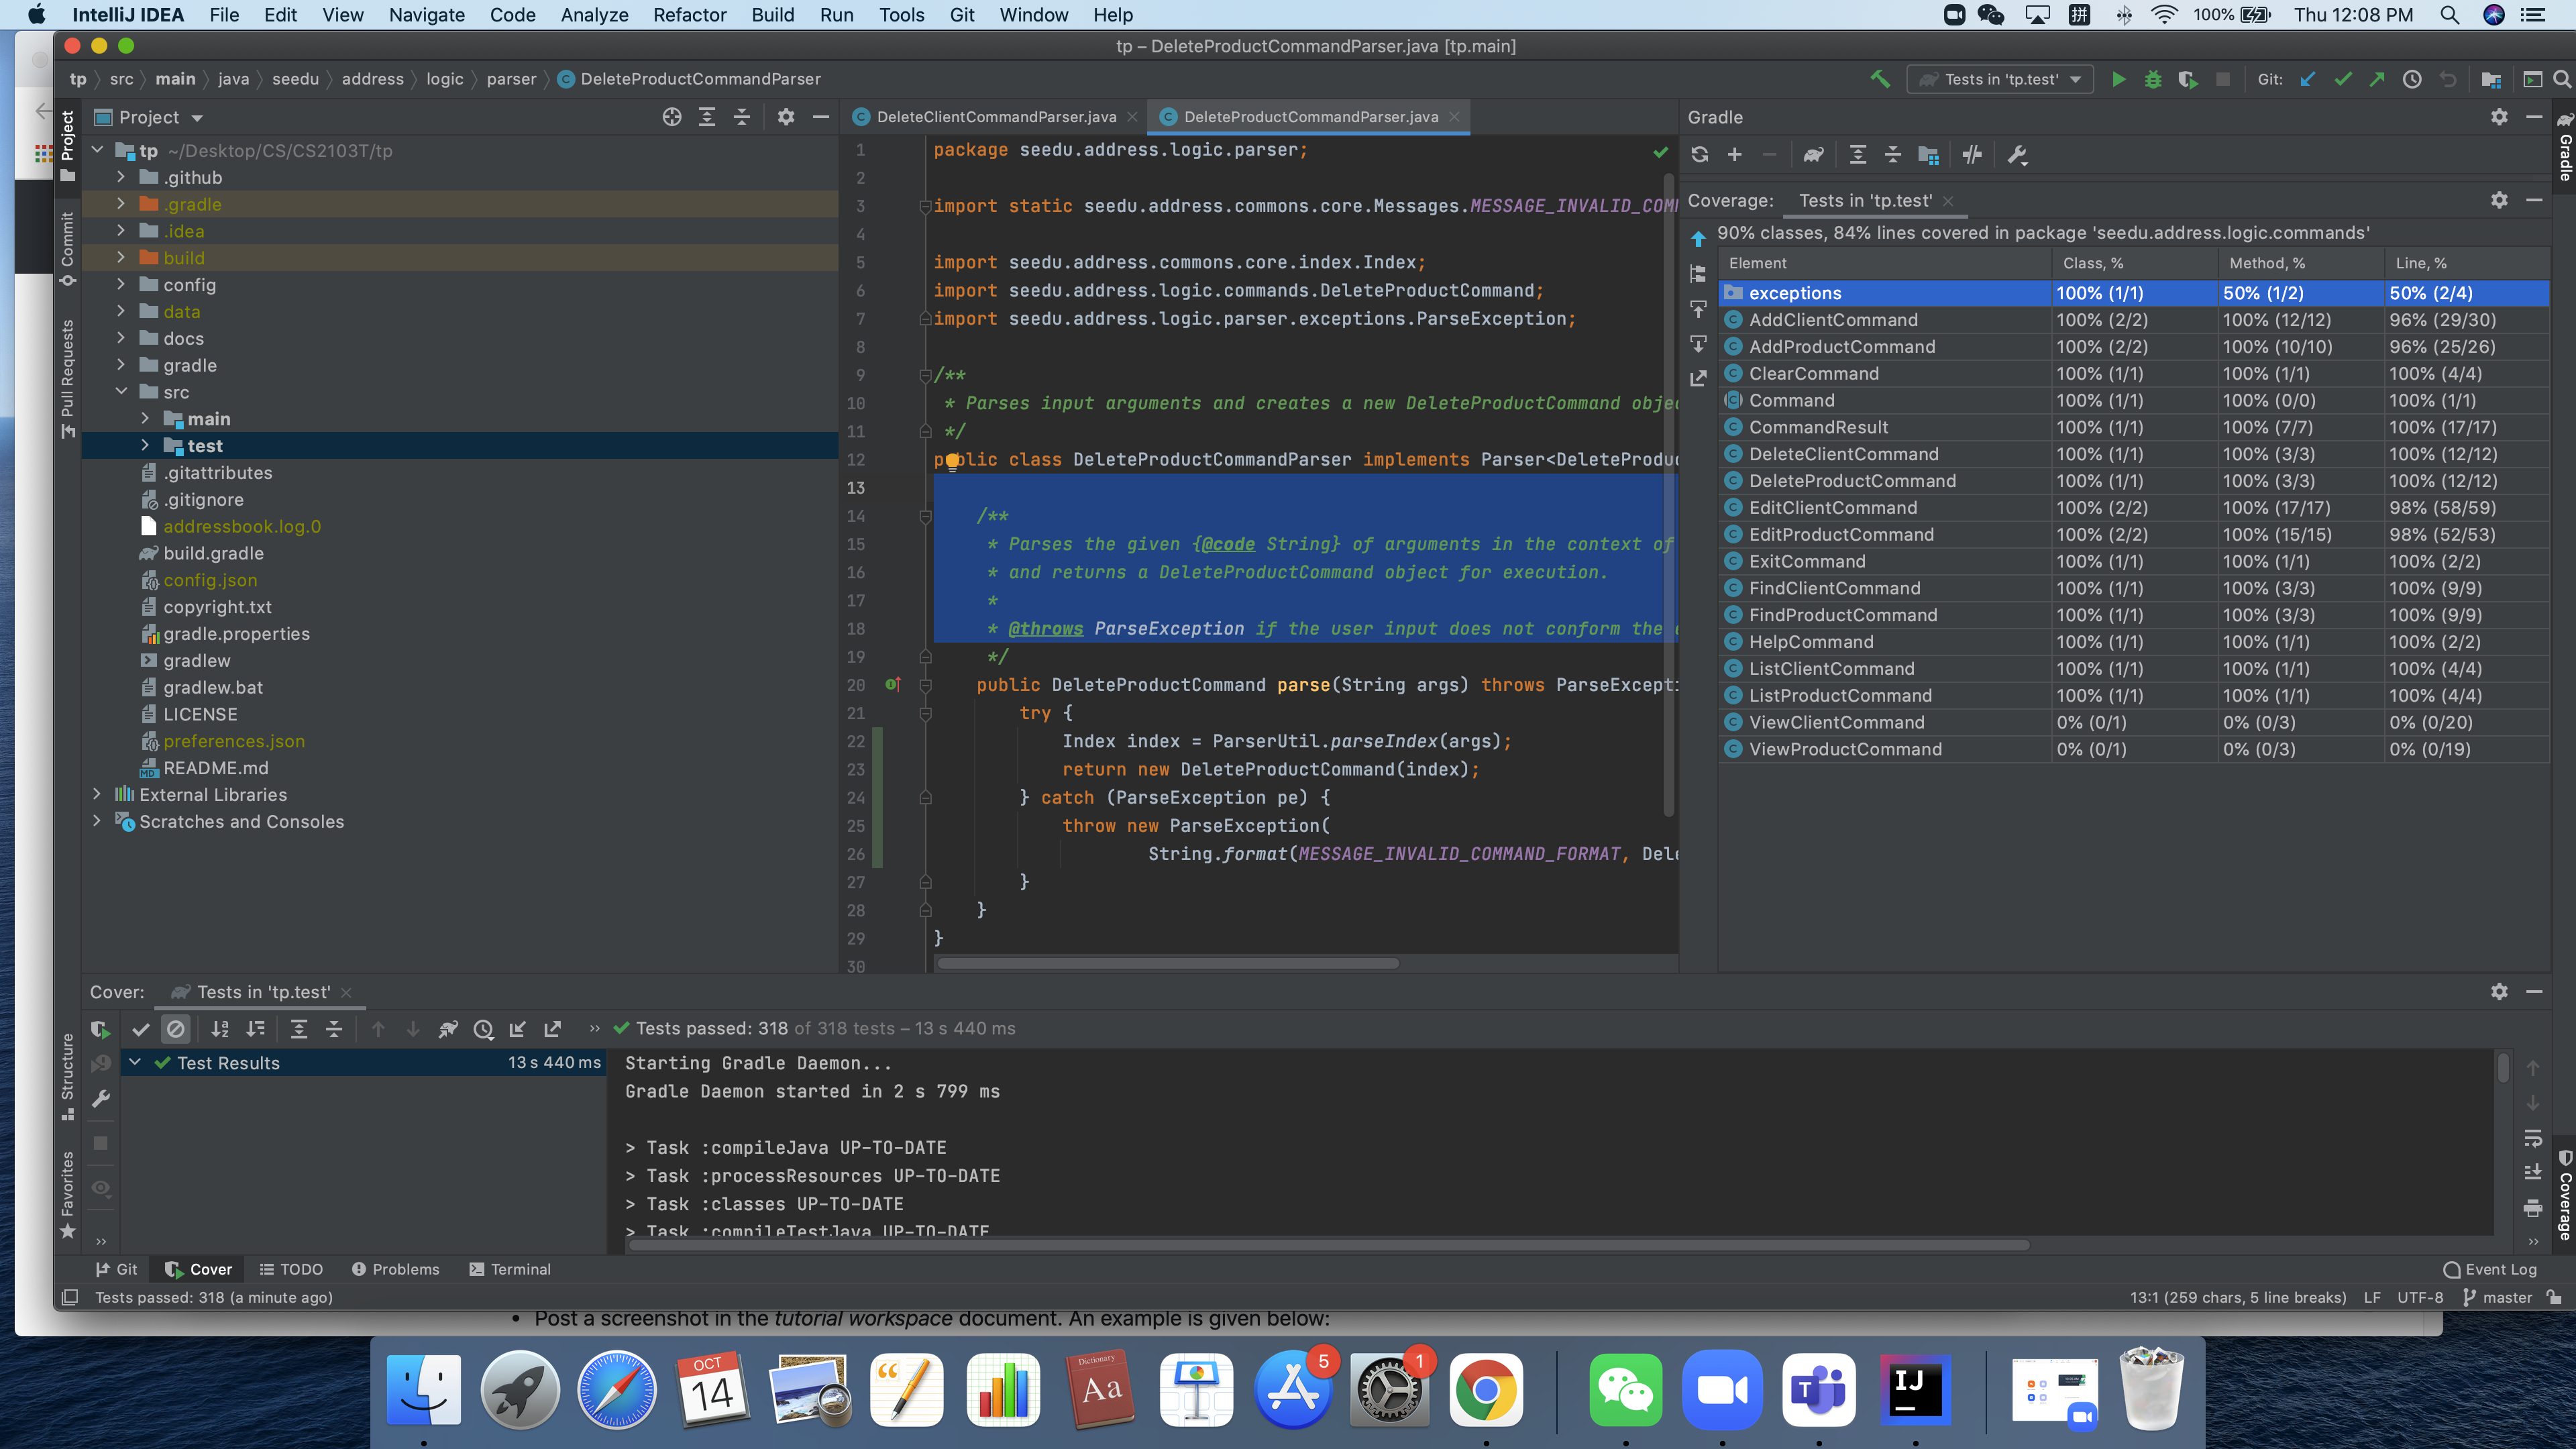 IntelliJ IDEA File Edit View Navigate Code Analyze Refactor Build Run Tools Git Window Help 拼 100% Thu 12:08 PM
tp – DeleteProductCommandParser.java [tp.main]
tp src main java seedu address logic parser DeleteProductCommandParser Tests in 'tp.test' Git:
Project
Commit
Pull Requests
Project
tp ~/Desktop/CS/CS2103T/tp
.github
.gradle
.idea
build
config
data
docs
gradle
src
main
test
.gitattributes
.gitignore
addressbook.log.0
build.gradle
config.json
copyright.txt
gradle.properties
gradlew
gradlew.bat
LICENSE
preferences.json
README.md
External Libraries
Scratches and Consoles
DeleteClientCommandParser.java DeleteProductCommandParser.java
1 package seedu.address.logic.parser;
2
3 import static seedu.address.commons.core.Messages.MESSAGE_INVALID_COM
4
5 import seedu.address.commons.core.index.Index;
6 import seedu.address.logic.commands.DeleteProductCommand;
7 import seedu.address.logic.parser.exceptions.ParseException;
8
9 /**
10 * Parses input arguments and creates a new DeleteProductCommand obje
11 */
12 public class DeleteProductCommandParser implements Parser<DeleteProdu
13
14 /**
15 * Parses the given {@code String} of arguments in the context of
16 * and returns a DeleteProductCommand object for execution.
17 *
18 * @throws ParseException if the user input does not conform the e
19 */
20 public DeleteProductCommand parse(String args) throws ParseExcepti
21 try {
22 Index index = ParserUtil.parseIndex(args);
23 return new DeleteProductCommand(index);
24 } catch (ParseException pe) {
25 throw new ParseException(
26 String.format(MESSAGE_INVALID_COMMAND_FORMAT, Dele
27 }
28 }
29 }
30
Gradle
Coverage: Tests in 'tp.test'
90% classes, 84% lines covered in package 'seedu.address.logic.commands'
Element Class, % Method, % Line, %
exceptions 100% (1/1) 50% (1/2) 50% (2/4)
AddClientCommand 100% (2/2) 100% (12/12) 96% (29/30)
AddProductCommand 100% (2/2) 100% (10/10) 96% (25/26)
ClearCommand 100% (1/1) 100% (1/1) 100% (4/4)
Command 100% (1/1) 100% (0/0) 100% (1/1)
CommandResult 100% (1/1) 100% (7/7) 100% (17/17)
DeleteClientCommand 100% (1/1) 100% (3/3) 100% (12/12)
DeleteProductCommand 100% (1/1) 100% (3/3) 100% (12/12)
EditClientCommand 100% (2/2) 100% (17/17) 98% (58/59)
EditProductCommand 100% (2/2) 100% (15/15) 98% (52/53)
ExitCommand 100% (1/1) 100% (1/1) 100% (2/2)
FindClientCommand 100% (1/1) 100% (3/3) 100% (9/9)
FindProductCommand 100% (1/1) 100% (3/3) 100% (9/9)
HelpCommand 100% (1/1) 100% (1/1) 100% (2/2)
ListClientCommand 100% (1/1) 100% (1/1) 100% (4/4)
ListProductCommand 100% (1/1) 100% (1/1) 100% (4/4)
ViewClientCommand 0% (0/1) 0% (0/3) 0% (0/20)
ViewProductCommand 0% (0/1) 0% (0/3) 0% (0/19)
Gradle
Coverage
Structure
Favorites
Cover: Tests in 'tp.test'
Tests passed: 318 of 318 tests – 13 s 440 ms
Test Results 13 s 440 ms
Starting Gradle Daemon...
Gradle Daemon started in 2 s 799 ms
> Task :compileJava UP-TO-DATE
> Task :processResources UP-TO-DATE
> Task :classes UP-TO-DATE
> Task :compileTestJava UP-TO-DATE
Git Cover TODO Problems Terminal Event Log
Tests passed: 318 (a minute ago) 13:1 (259 chars, 5 line breaks) LF UTF-8 master
• Post a screenshot in the tutorial workspace document. An example is given below:
OCT
14
Dictionary
Aa
5
1
T
IJ